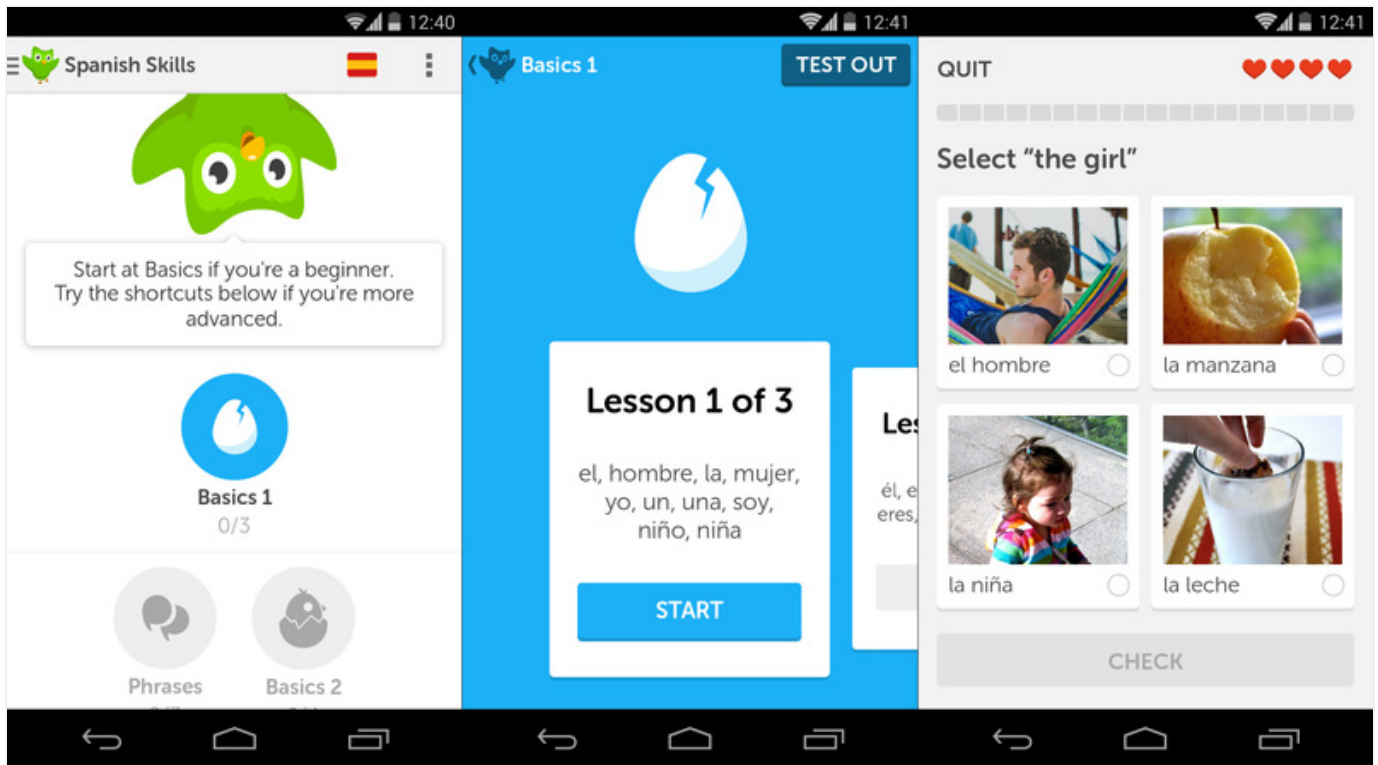 12:40
Spanish Skills
Start at Basics if you're a beginner.
Try the shortcuts below if you're more
advanced.
Basics 1
0/3
Phrases
Basics 2
12:41
Basics 1
TEST OUT
Lesson 1 of 3
el, hombre, la, mujer,
yo, un, una, soy,
niño, niña
START
Les
él, e
eres,
12:41
QUIT
Select “the girl”
el hombre
la manzana
la niña
la leche
CHECK